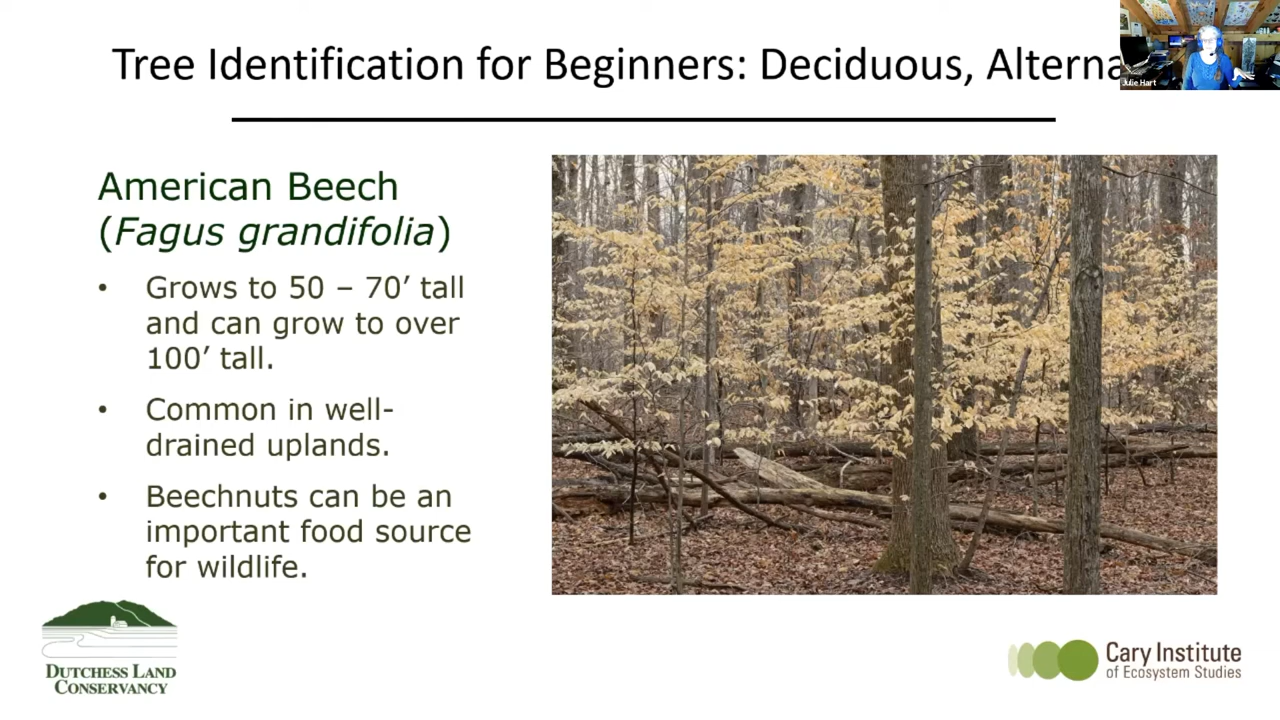 Tree Identification for Beginners: Deciduous, Alterna
Julie Hart
American Beech
(Fagus grandifolia)
• Grows to 50 – 70’ tall
and can grow to over
100’ tall.
• Common in well-
drained uplands.
• Beechnuts can be an
important food source
for wildlife.
DUTCHESS LAND
CONSERVANCY
Cary Institute
of Ecosystem Studies